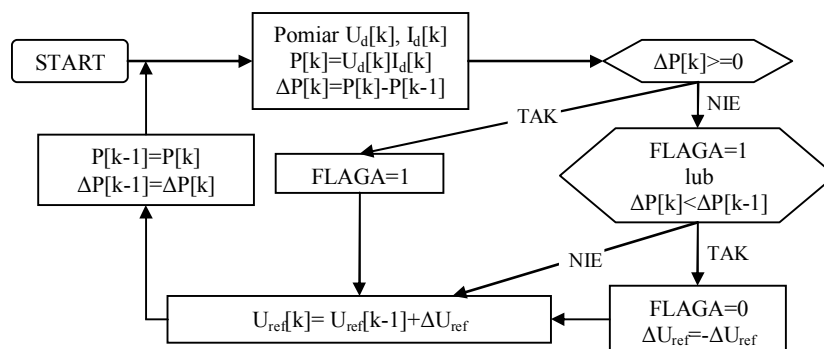 START
Pomiar U_d[k], I_d[k]
P[k]=U_d[k]I_d[k]
ΔP[k]=P[k]-P[k-1]
ΔP[k]>=0
TAK
NIE
P[k-1]=P[k]
ΔP[k-1]=ΔP[k]
FLAGA=1
FLAGA=1
lub
ΔP[k]<ΔP[k-1]
NIE
TAK
U_ref[k]= U_ref[k-1]+ΔU_ref
FLAGA=0
ΔU_ref=-ΔU_ref